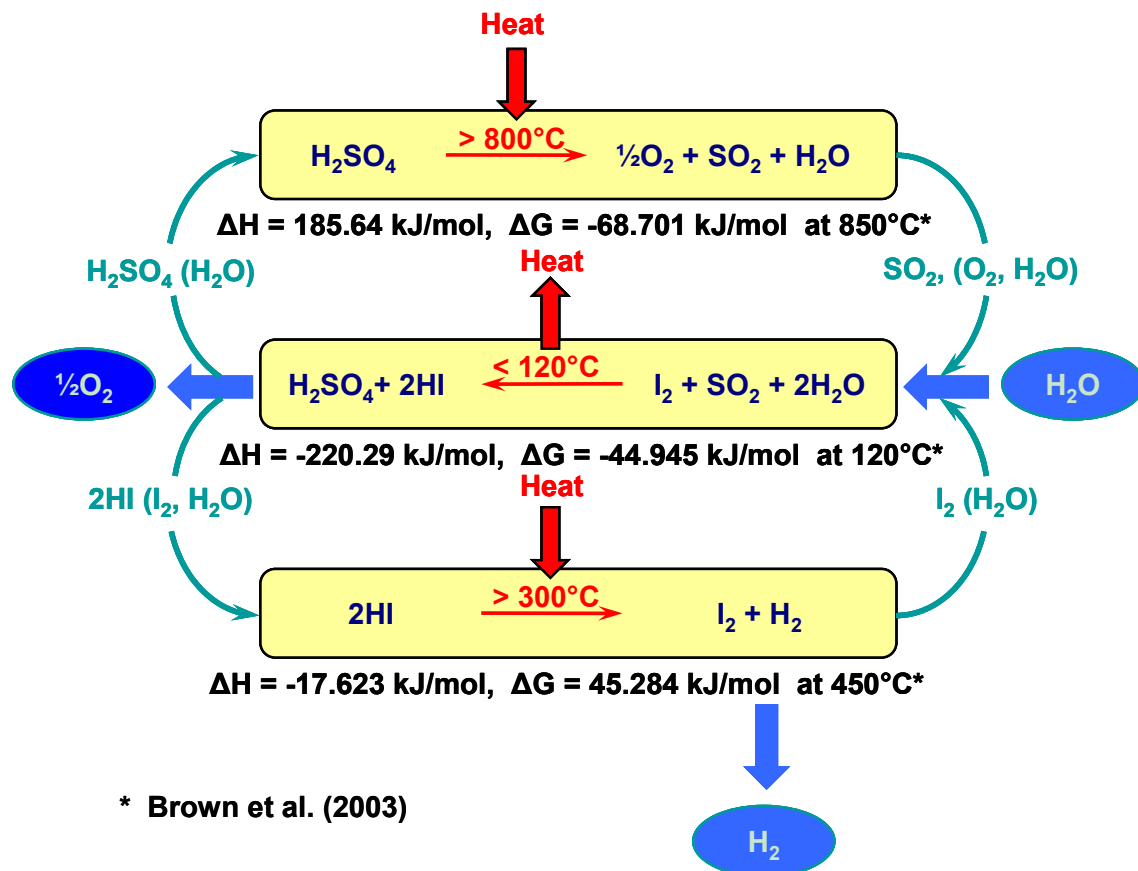 Heat
> 800°C
H₂SO₄ ½O₂ + SO₂ + H₂O
ΔH = 185.64 kJ/mol, ΔG = -68.701 kJ/mol at 850°C*
H₂SO₄ (H₂O) Heat SO₂, (O₂, H₂O)
< 120°C
½O₂ H₂SO₄+ 2HI I₂ + SO₂ + 2H₂O H₂O
ΔH = -220.29 kJ/mol, ΔG = -44.945 kJ/mol at 120°C*
2HI (I₂, H₂O) Heat I₂ (H₂O)
> 300°C
2HI I₂ + H₂
ΔH = -17.623 kJ/mol, ΔG = 45.284 kJ/mol at 450°C*
* Brown et al. (2003)
H₂